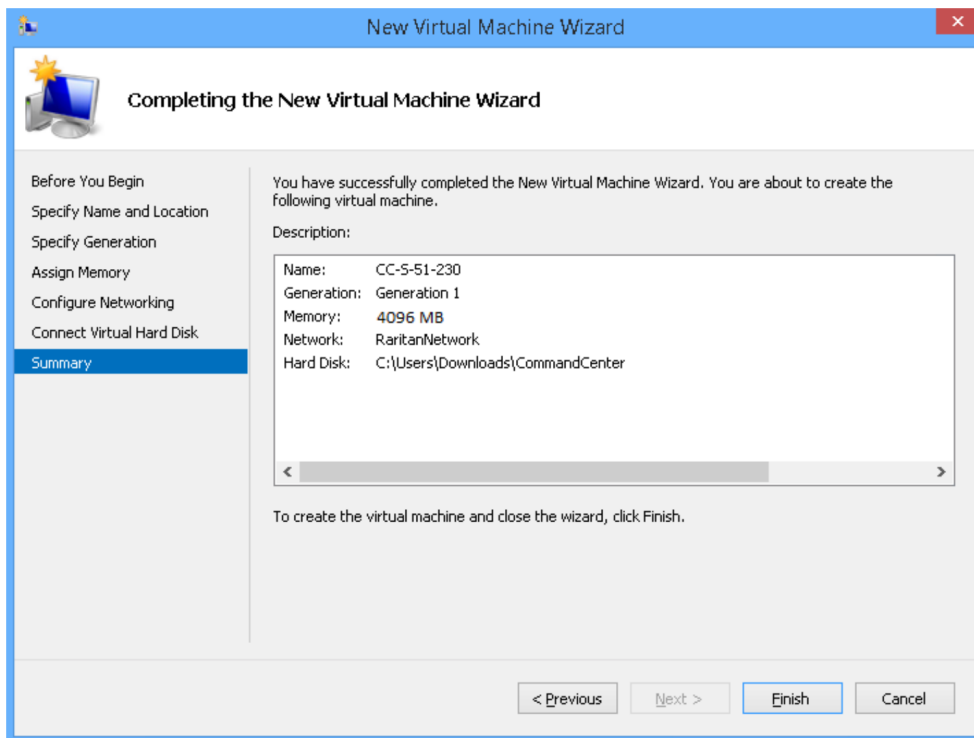 New Virtual Machine Wizard
Completing the New Virtual Machine Wizard
Before You Begin
Specify Name and Location
Specify Generation
Assign Memory
Configure Networking
Connect Virtual Hard Disk
Summary
You have successfully completed the New Virtual Machine Wizard. You are about to create the
following virtual machine.
Description:
Name: CC-S-51-230
Generation: Generation 1
Memory: 4096 MB
Network: RaritanNetwork
Hard Disk: C:\Users\Downloads\CommandCenter
To create the virtual machine and close the wizard, click Finish.
< Previous Next > Finish Cancel